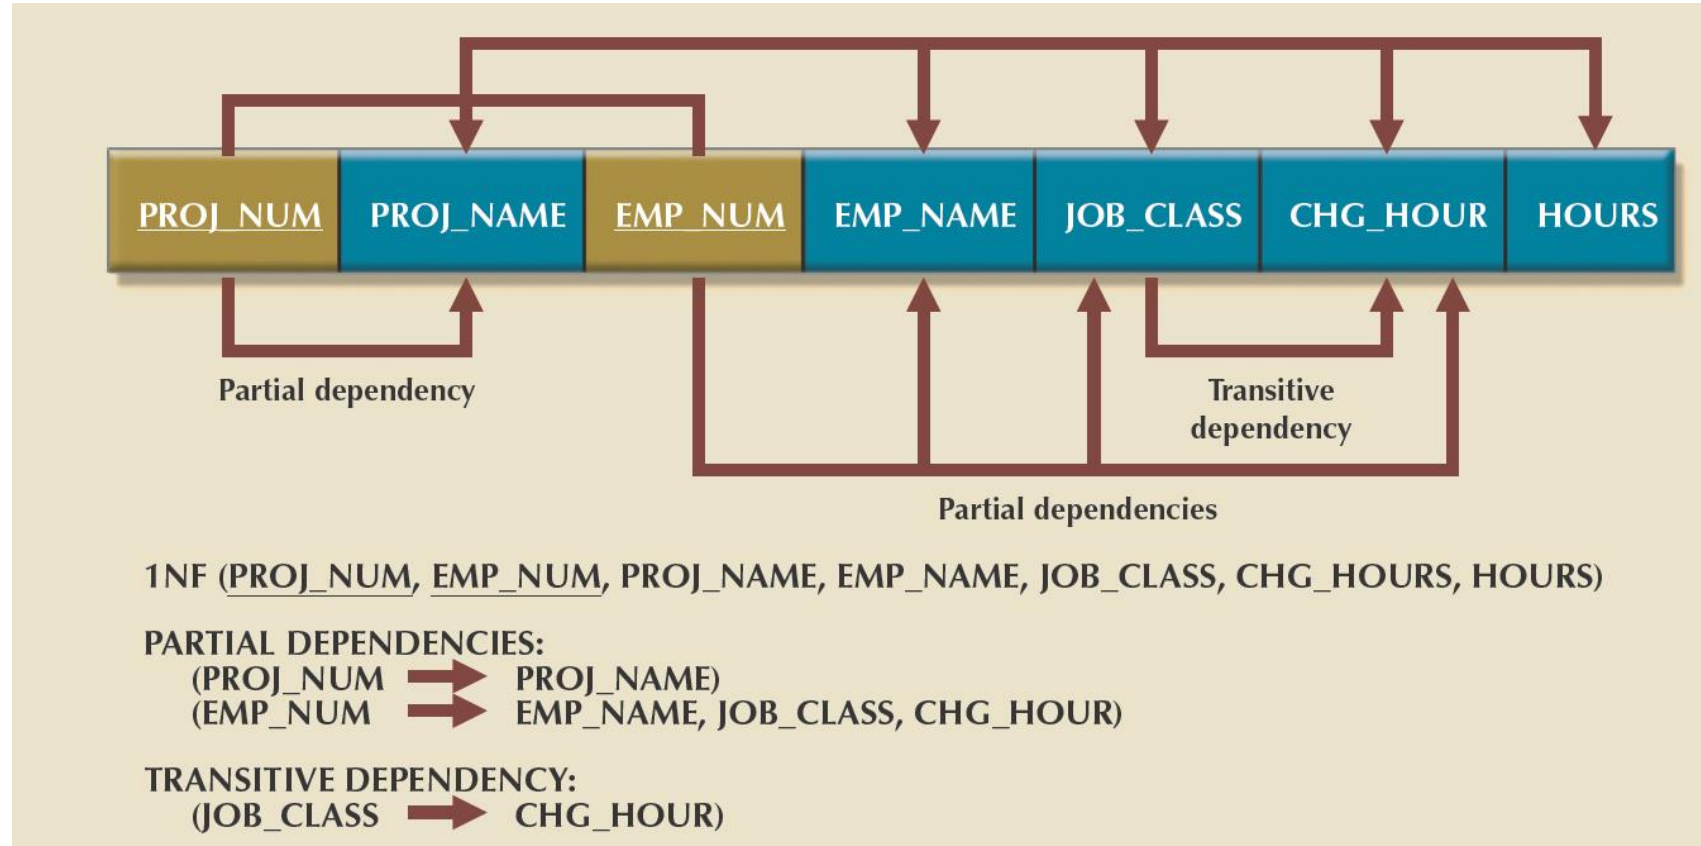 PROJ_NUM PROJ_NAME EMP_NUM EMP_NAME JOB_CLASS CHG_HOUR HOURS
Partial dependency
Transitive
dependency
Partial dependencies
1NF (PROJ_NUM, EMP_NUM, PROJ_NAME, EMP_NAME, JOB_CLASS, CHG_HOURS, HOURS)
PARTIAL DEPENDENCIES:
(PROJ_NUM PROJ_NAME)
(EMP_NUM EMP_NAME, JOB_CLASS, CHG_HOUR)
TRANSITIVE DEPENDENCY:
(JOB_CLASS CHG_HOUR)